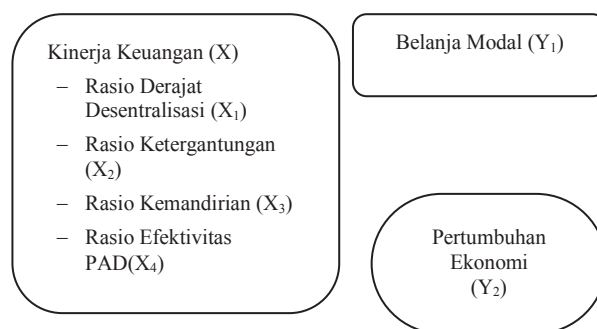 Kinerja Keuangan (X)
– Rasio Derajat
Desentralisasi (X₁)
– Rasio Ketergantungan
(X₂)
– Rasio Kemandirian (X₃)
– Rasio Efektivitas
PAD(X₄)
Belanja Modal (Y₁)
Pertumbuhan
Ekonomi
(Y₂)